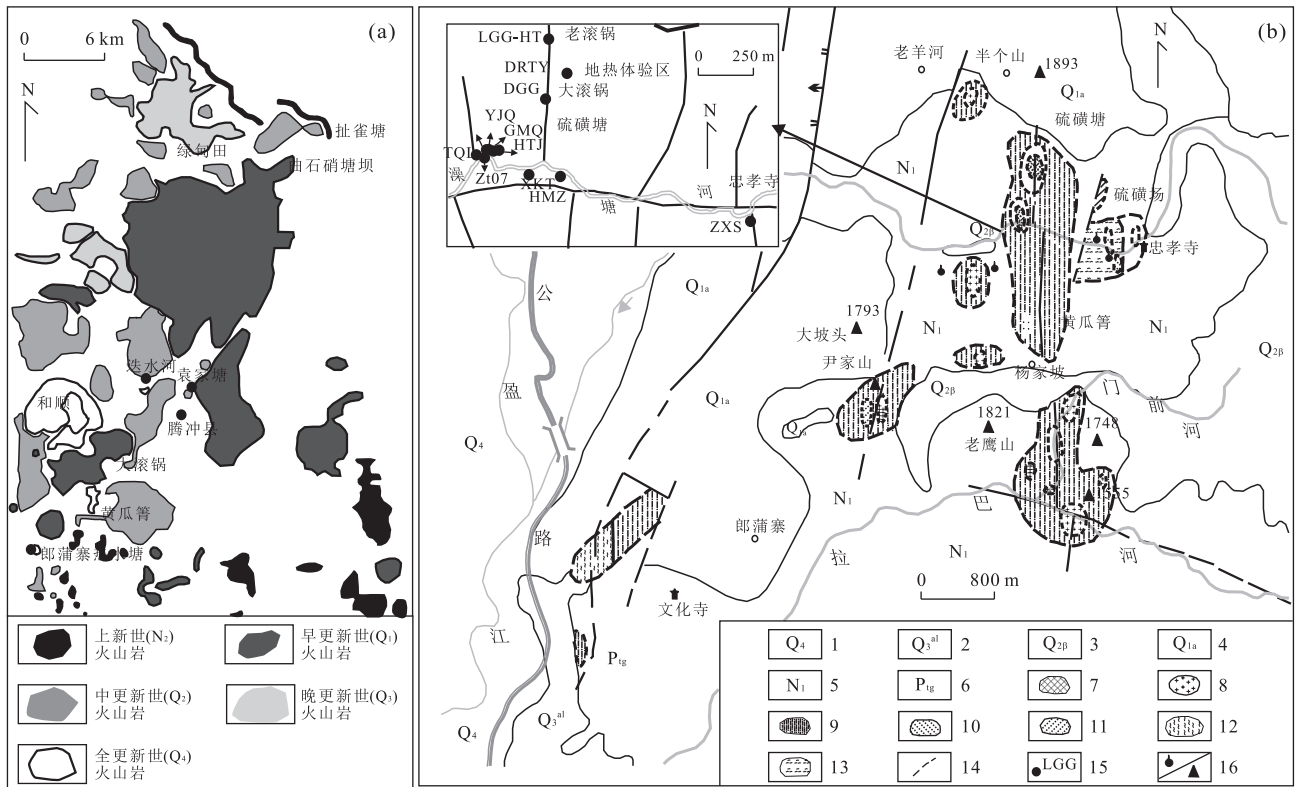 (a)
0 6 km
N
扯雀塘
绿甸田
曲石硝塘坝
迭水河
袁家塘
和顺
腾冲县
大滚锅
黄瓜箐
郎蒲寨
水塘
上新世(N₂)
火山岩
早更新世(Q₁)
火山岩
中更新世(Q₂)
火山岩
晚更新世(Q₃)
火山岩
全更新世(Q₄)
火山岩
(b)
LGG-HT 老滚锅
0 250 m
DRTY 地热体验区
DGG 大滚锅
YJQ
GMQ
硫磺塘
HTJ
N
澡
Zt07
XKT
HMZ
塘
河
忠孝寺
ZXS
老羊河
半个山
1893
N
Q1a
硫磺塘
N1
硫磺场
Q2β
忠孝寺
Q1a
公
1793
大坡头
N1
黄瓜箐
N1
尹家山
Q2β
杨家坡
盈
Q1a
Q2β
门
前
河
1821
1748
Q4
老鹰山
N1
巴
郎蒲寨
路
拉
N1
河
0 800 m
文化寺
江
Ptg
Q3al
Q4
Q4 1
Q3al 2
Q2β 3
Q1a 4
N1 5
Ptg 6
7
8
9
10
11
12
13
14
LGG 15
16